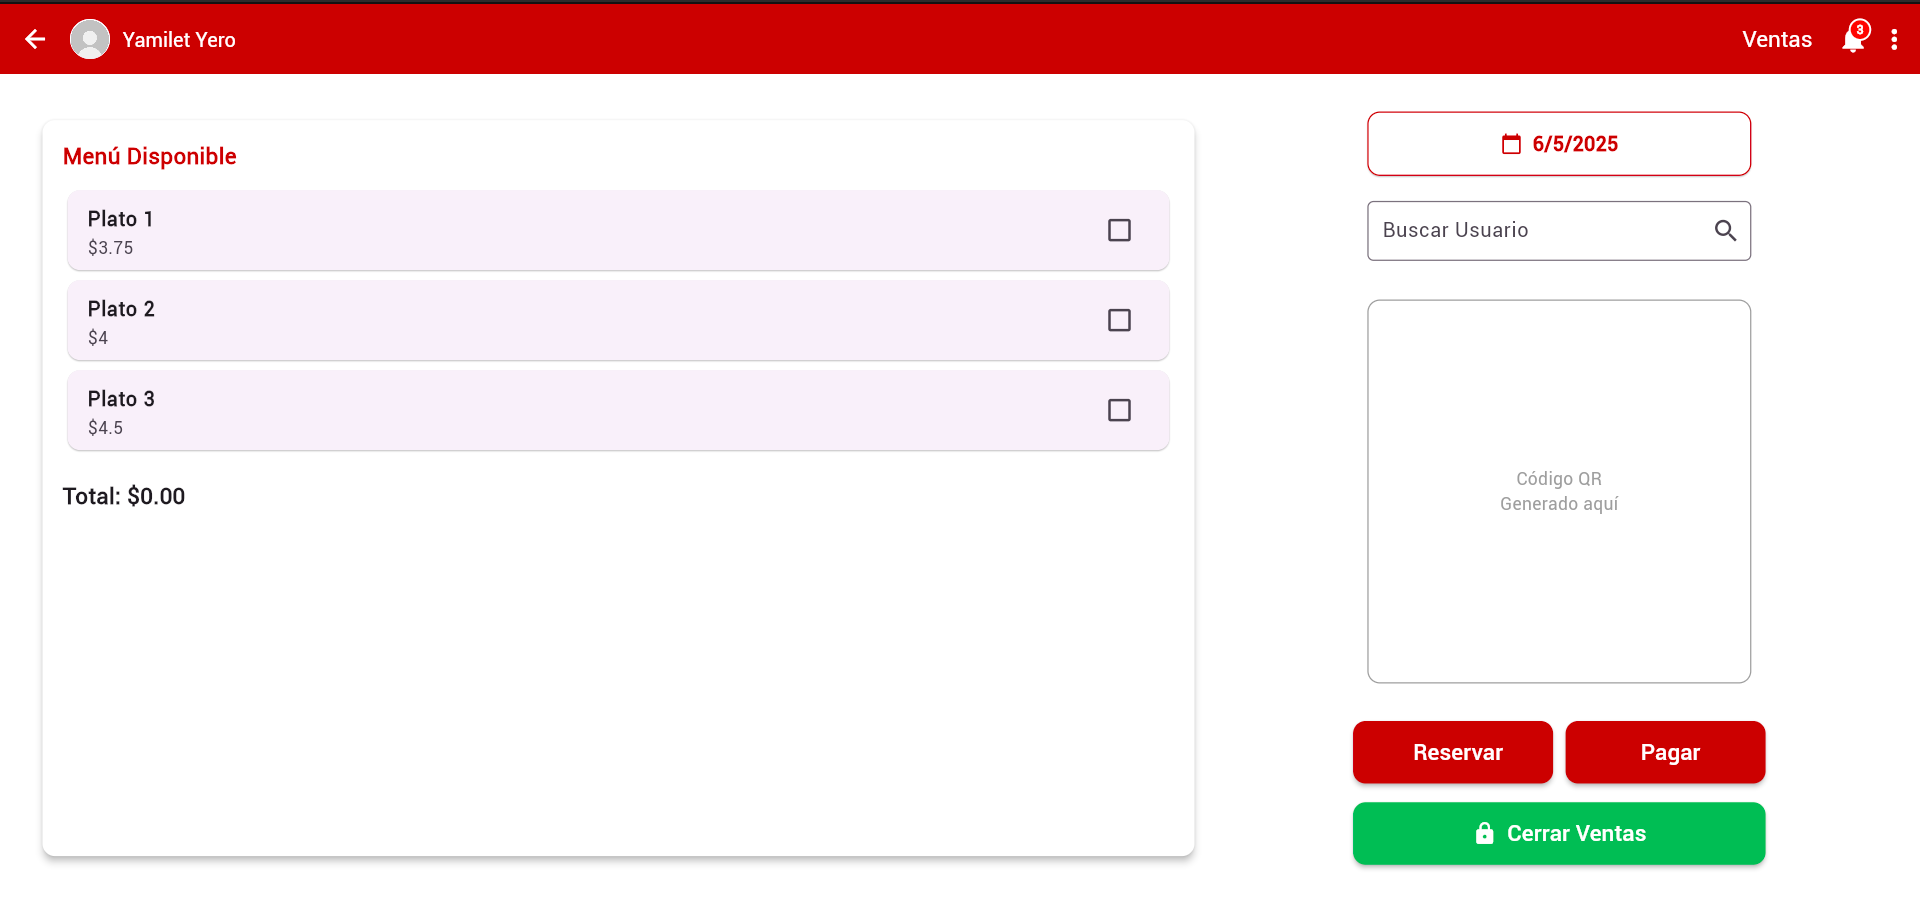 Yamilet Yero
Ventas
3
Menú Disponible
Plato 1
$3.75
Plato 2
$4
Plato 3
$4.5
Total: $0.00
6/5/2025
Buscar Usuario
Código QR
Generado aquí
Reservar
Pagar
Cerrar Ventas